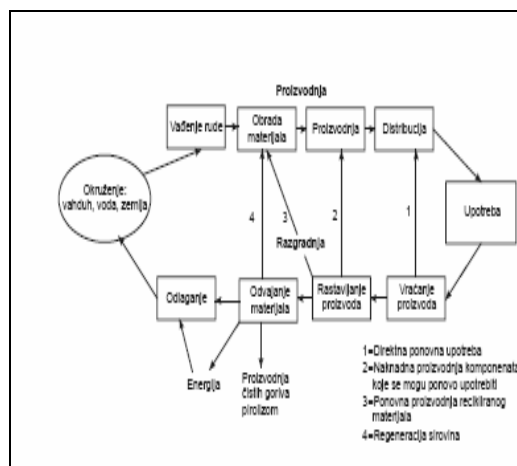 Proizvodnja
Vađenje rude
Obrada
materijala
Proizvodnja
Distribucija
Okruženje:
vahduh, voda, zemlja
4
3
2
1
Upotreba
Razgradnja
Odlaganje
Odvajanje
materijala
Rastavljanje
proizvoda
Vraćanje
proizvoda
Energija
Proizvodnja
čistih goriva
pirolizom
1=Direktna ponovna upotreba
2=Naknadna proizvodnja komponenata
koje se mogu ponovo upotrebiti
3=Ponovna proizvodnja recikliranog
materijala
4=Regeneracija sirovina